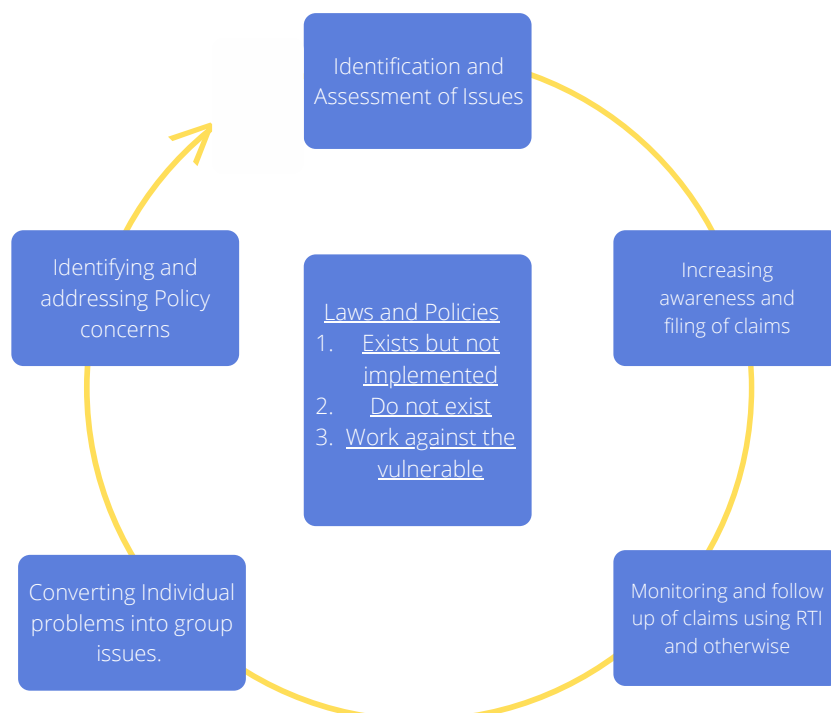 Identification and
Assessment of Issues
Increasing
awareness and
filing of claims
Monitoring and follow
up of claims using RTI
and otherwise
Converting Individual
problems into group
issues.
Identifying and
addressing Policy
concerns
Laws and Policies
1. Exists but not
implemented
2. Do not exist
3. Work against the
vulnerable